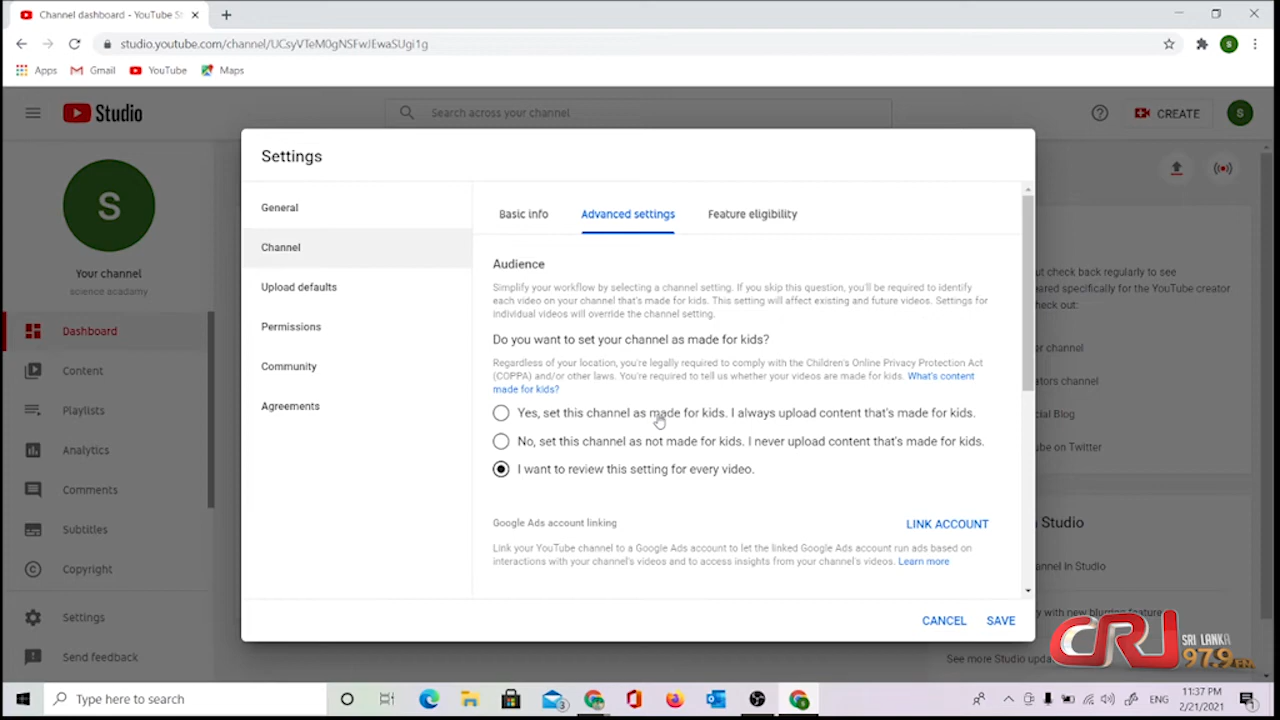 Channel dashboard - YouTube St
studio.youtube.com/channel/UCsyVTeM0gNSFwJEwaSUgi1g
S
Apps
Gmail
YouTube
Maps
Studio
Search across your channel
CREATE
S
S
Your channel
science acadamy
Dashboard
Content
Playlists
Analytics
Comments
Subtitles
Copyright
Settings
Send feedback
Settings
General
Channel
Upload defaults
Permissions
Community
Agreements
Basic info
Advanced settings
Feature eligibility
Audience
Simplify your workflow by selecting a channel setting. If you skip this question, you'll be required to identify
each video on your channel that's made for kids. This setting will affect existing and future videos. Settings for
individual videos will override the channel setting.
Do you want to set your channel as made for kids?
Regardless of your location, you're legally required to comply with the Children's Online Privacy Protection Act
(COPPA) and/or other laws. You're required to tell us whether your videos are made for kids. What's content
made for kids?
Yes, set this channel as made for kids. I always upload content that's made for kids.
No, set this channel as not made for kids. I never upload content that's made for kids.
I want to review this setting for every video.
Google Ads account linking
LINK ACCOUNT
Link your YouTube channel to a Google Ads account to let the linked Google Ads account run ads based on
interactions with your channel's videos and to access insights from your channel's videos. Learn more
CANCEL
SAVE
ut check back regularly to see
ared specifically for the YouTube creator
heck out:
er channel
ators channel
ial Blog
ube on Twitter
n Studio
annel In Studio
y with new blurring feature
See more Studio upda
CRI
SRI LANKA
97.9 FM
Type here to search
3
ENG
11:37 PM
2/21/2021